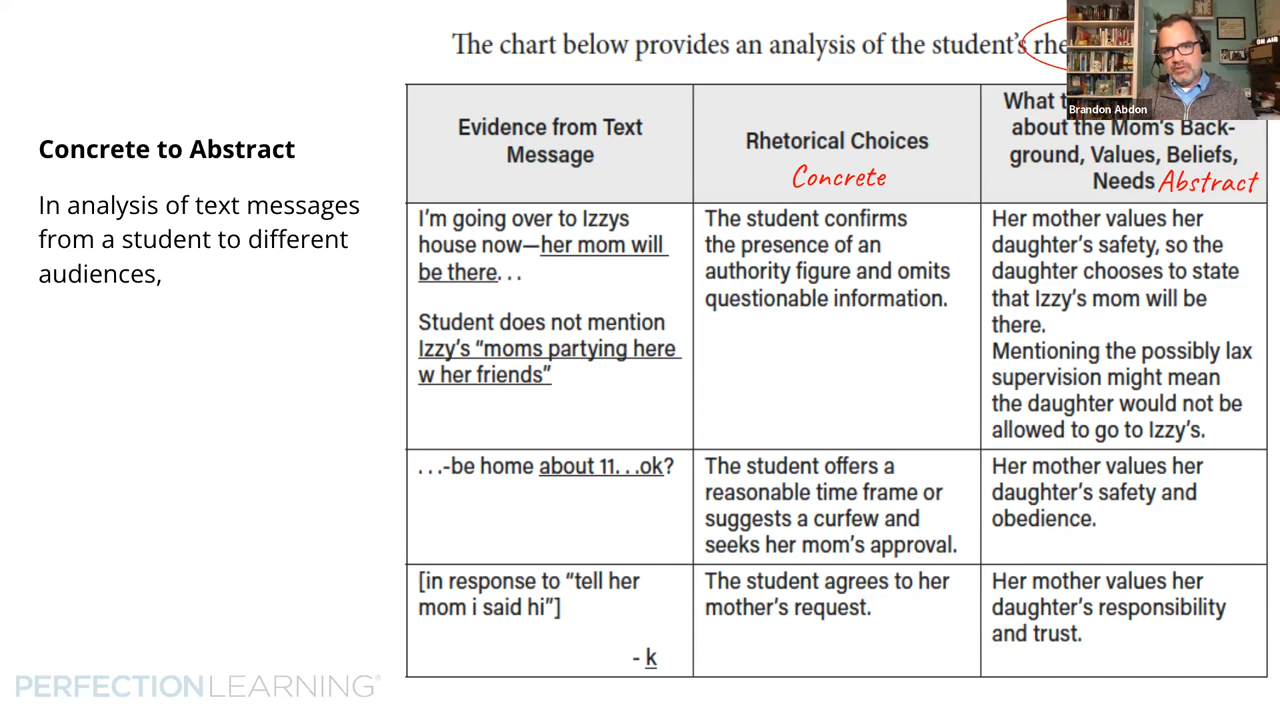 The chart below provides an analysis of the student's rhe
ON AIR
Brandon Abdon
Concrete to Abstract
In analysis of text messages
from a student to different
audiences,
Evidence from Text
Message
Rhetorical Choices
Concrete
What t
about the Mom's Back-
ground, Values, Beliefs,
Needs Abstract
I'm going over to Izzys
house now—her mom will
be there. . .
Student does not mention
Izzy's “moms partying here
w her friends”
The student confirms
the presence of an
authority figure and omits
questionable information.
Her mother values her
daughter's safety, so the
daughter chooses to state
that Izzy's mom will be
there.
Mentioning the possibly lax
supervision might mean
the daughter would not be
allowed to go to Izzy's.
. . .-be home about 11. . .ok?
The student offers a
reasonable time frame or
suggests a curfew and
seeks her mom's approval.
Her mother values her
daughter's safety and
obedience.
[in response to “tell her
mom i said hi”]
- k
The student agrees to her
mother's request.
Her mother values her
daughter's responsibility
and trust.
PERFECTION LEARNING®